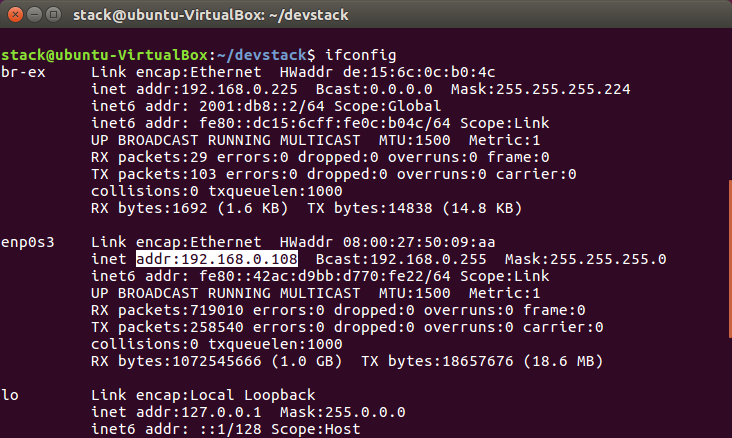 stack@ubuntu-VirtualBox: ~/devstack
stack@ubuntu-VirtualBox:~/devstack$ ifconfig
br-ex     Link encap:Ethernet  HWaddr de:15:6c:0c:b0:4c
          inet addr:192.168.0.225  Bcast:0.0.0.0  Mask:255.255.255.224
          inet6 addr: 2001:db8::2/64 Scope:Global
          inet6 addr: fe80::dc15:6cff:fe0c:b04c/64 Scope:Link
          UP BROADCAST RUNNING MULTICAST  MTU:1500  Metric:1
          RX packets:29 errors:0 dropped:0 overruns:0 frame:0
          TX packets:103 errors:0 dropped:0 overruns:0 carrier:0
          collisions:0 txqueuelen:1000
          RX bytes:1692 (1.6 KB)  TX bytes:14838 (14.8 KB)
enp0s3    Link encap:Ethernet  HWaddr 08:00:27:50:09:aa
          inet addr:192.168.0.108  Bcast:192.168.0.255  Mask:255.255.255.0
          inet6 addr: fe80::42ac:d9bb:d770:fe22/64 Scope:Link
          UP BROADCAST RUNNING MULTICAST  MTU:1500  Metric:1
          RX packets:719010 errors:0 dropped:0 overruns:0 frame:0
          TX packets:258540 errors:0 dropped:0 overruns:0 carrier:0
          collisions:0 txqueuelen:1000
          RX bytes:1072545666 (1.0 GB)  TX bytes:18657676 (18.6 MB)
lo        Link encap:Local Loopback
          inet addr:127.0.0.1  Mask:255.0.0.0
          inet6 addr: ::1/128 Scope:Host